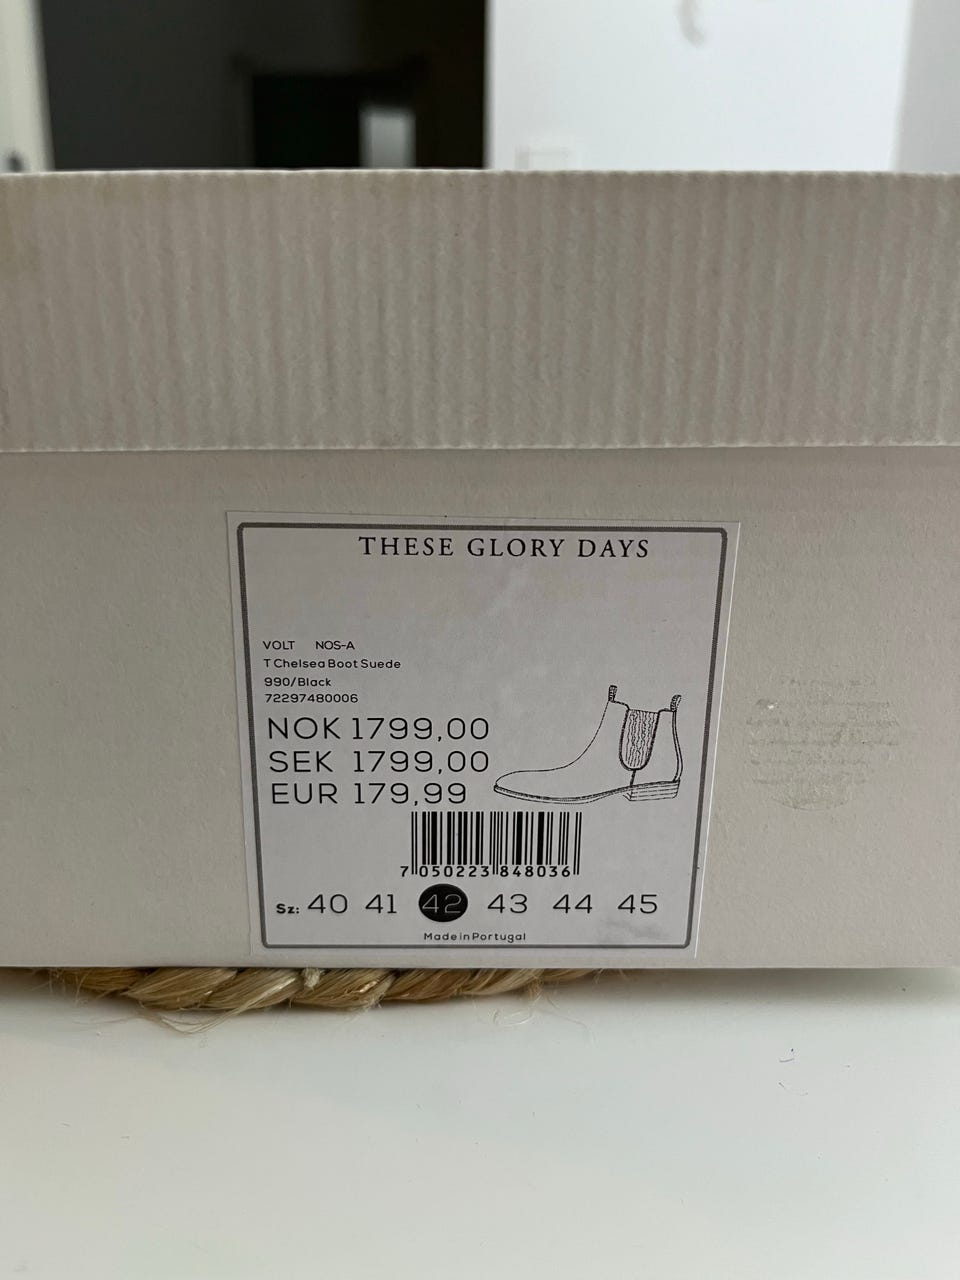 THESE GLORY DAYS
VOLT NOS-A
T Chelsea Boot Suede
990/Black
72297480006
NOK 1799,00
SEK 1799,00
EUR 179,99
7 050223 848036
Sz: 40 41 42 43 44 45
Made in Portugal